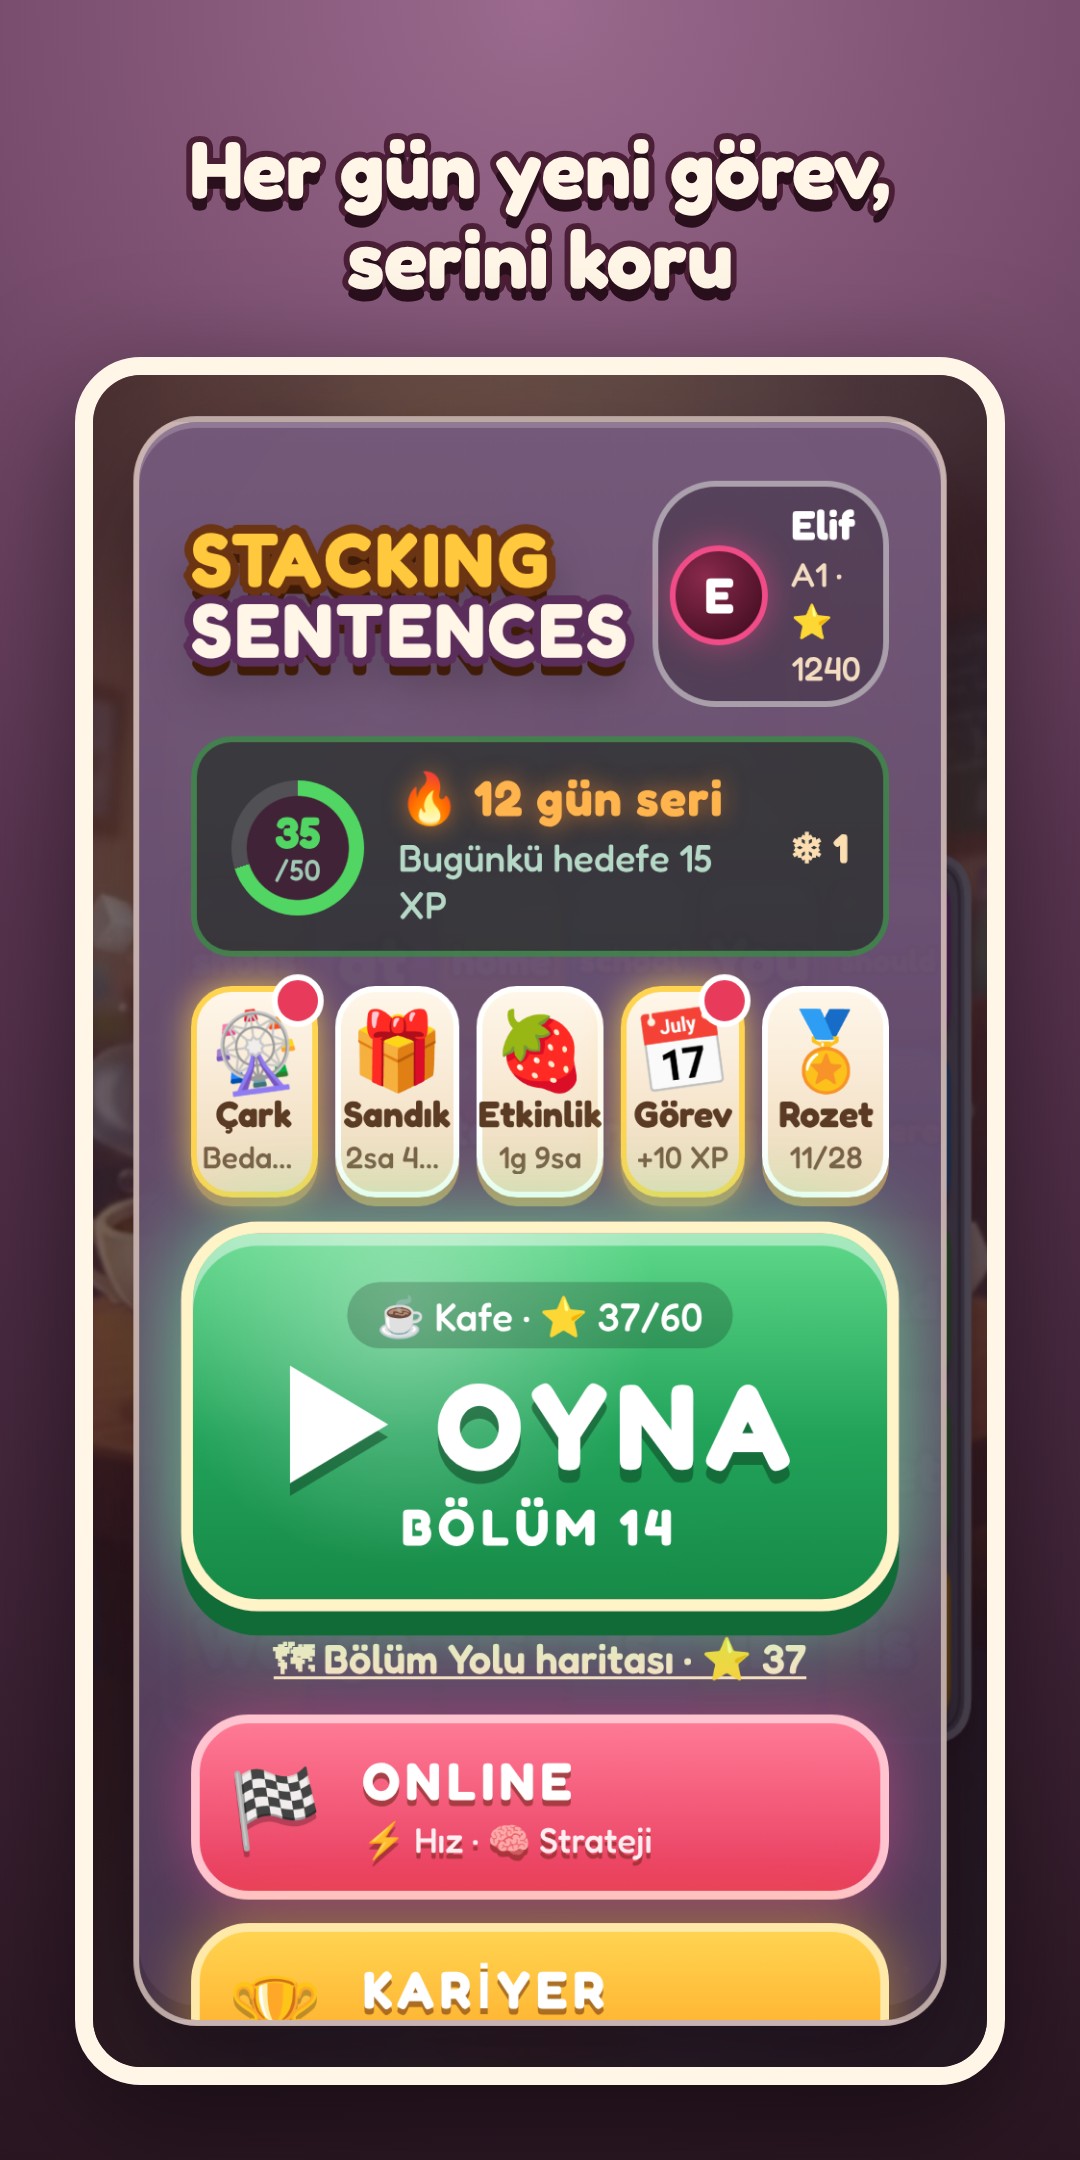 Her gün yeni görev,
serini koru
STACKING
SENTENCES
E
Elif
A1 ·
⭐
1240
35
/50
🔥 12 gün seri
Bugünkü hedefe 15
XP
❄ 1
Çark
Beda...
Sandık
2sa 4...
Etkinlik
1g 9sa
July
17
Görev
+10 XP
Rozet
11/28
☕ Kafe · ⭐ 37/60
▶ OYNA
BÖLÜM 14
🗺 Bölüm Yolu haritası · ⭐ 37
ONLINE
⚡ Hız · 🧠 Strateji
KARİYER